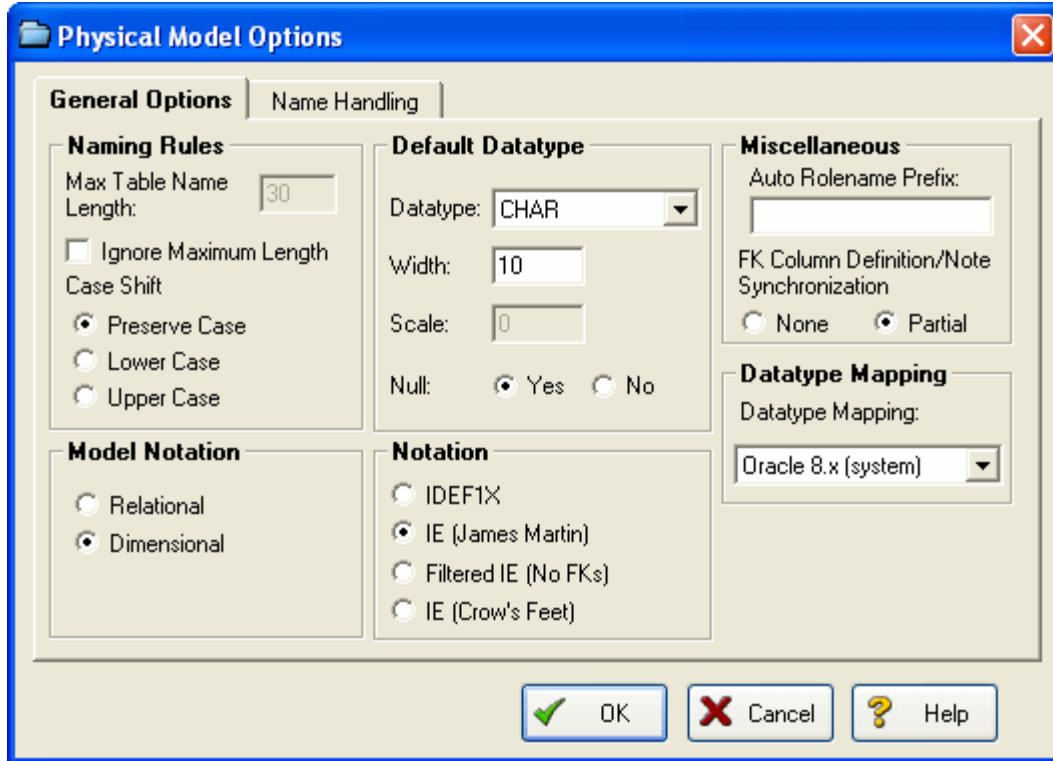 Physical Model Options
General Options
Name Handling
Naming Rules
Max Table Name
Length:
30
Ignore Maximum Length
Case Shift
Preserve Case
Lower Case
Upper Case
Default Datatype
Datatype: CHAR
Width: 10
Scale: 0
Null: Yes No
Miscellaneous
Auto Rolename Prefix:
FK Column Definition/Note
Synchronization
None Partial
Datatype Mapping
Datatype Mapping:
Oracle 8.x (system)
Model Notation
Relational
Dimensional
Notation
IDEF1X
IE (James Martin)
Filtered IE (No FKs)
IE (Crow's Feet)
OK
Cancel
Help